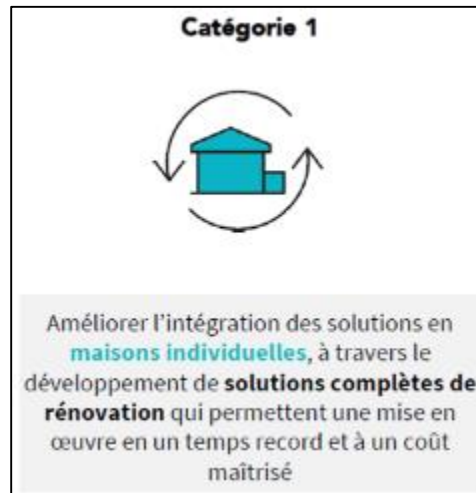 Catégorie 1
Améliorer l'intégration des solutions en
maisons individuelles, à travers le
développement de solutions complètes de
rénovation qui permettent une mise en
œuvre en un temps record et à un coût
maîtrisé